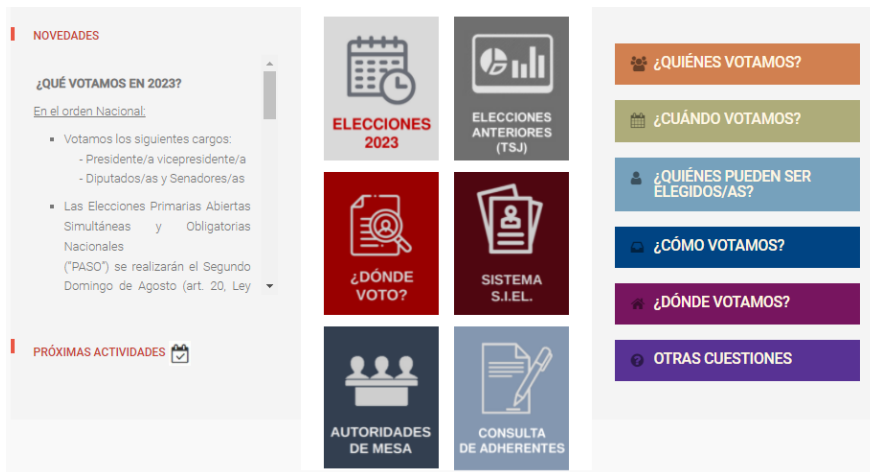 NOVEDADES
¿QUÉ VOTAMOS EN 2023?
En el orden Nacional:
Votamos los siguientes cargos:
- Presidente/a vicepresidente/a
- Diputados/as y Senadores/as
Las Elecciones Primarias Abiertas
Simultáneas y Obligatorias
Nacionales
("PASO") se realizarán el Segundo
Domingo de Agosto (art. 20, Ley
PRÓXIMAS ACTIVIDADES
ELECCIONES
2023
ELECCIONES
ANTERIORES
(TSJ)
¿DÓNDE
VOTO?
SISTEMA
S.I.EL.
AUTORIDADES
DE MESA
CONSULTA
DE ADHERENTES
¿QUIÉNES VOTAMOS?
¿CUÁNDO VOTAMOS?
¿QUIÉNES PUEDEN SER
ELEGIDOS/AS?
¿CÓMO VOTAMOS?
¿DÓNDE VOTAMOS?
OTRAS CUESTIONES